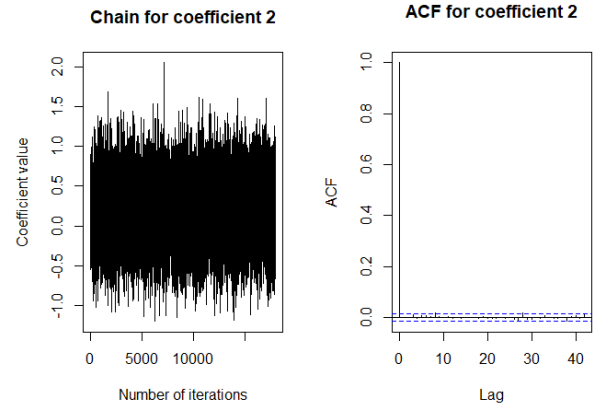 Chain for coefficient 2
Coefficient value
2.0
1.5
1.0
0.5
0.0
-0.5
-1.0
0 5000 10000
Number of iterations
ACF for coefficient 2
ACF
1.0
0.8
0.6
0.4
0.2
0.0
0 10 20 30 40
Lag